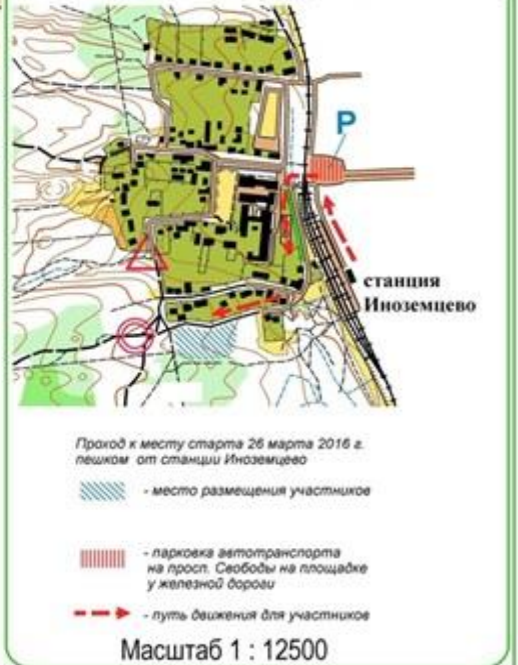 P
станция
Иноземцево
Проход к месту старта 26 марта 2016 г.
пешком от станции Иноземцево
- место размещения участников
- парковка автотранспорта
на просп. Свободы на площадке
у железной дороги
- путь движения для участников
Масштаб 1 : 12500